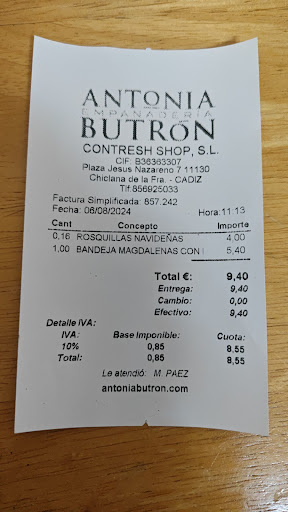 ANTONIA
EMPANADERÍA
BUTRÓN
CONTRESH SHOP, S.L.
CIF: B36363307
Plaza Jesus Nazareno 7 11130
Chiclana de la Fra. - CADIZ
Tlf:856925033
Factura Simplificada: 857.242
Fecha: 06/08/2024 Hora:11:13
Cant Concepto Importe
0,16 ROSQUILLAS NAVIDEÑAS 4,00
1,00 BANDEJA MAGDALENAS CON 5,40
Total €: 9,40
Entrega: 9,40
Cambio: 0,00
Efectivo: 9,40
Detalle IVA:
IVA: Base Imponible: Cuota:
10% 0,85 8,55
Total: 0,85 8,55
Le atendió: M. PAEZ
antoniabutron.com